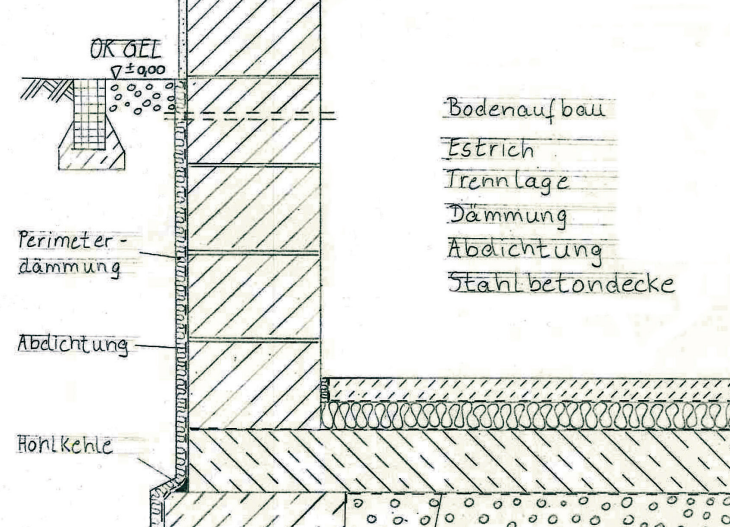 OK GEL
±0,00
Bodenaufbau
Estrich
Trennlage
Dämmung
Abdichtung
Stahlbetondecke
Perimeter-
dämmung
Abdichtung
Hohlkehle